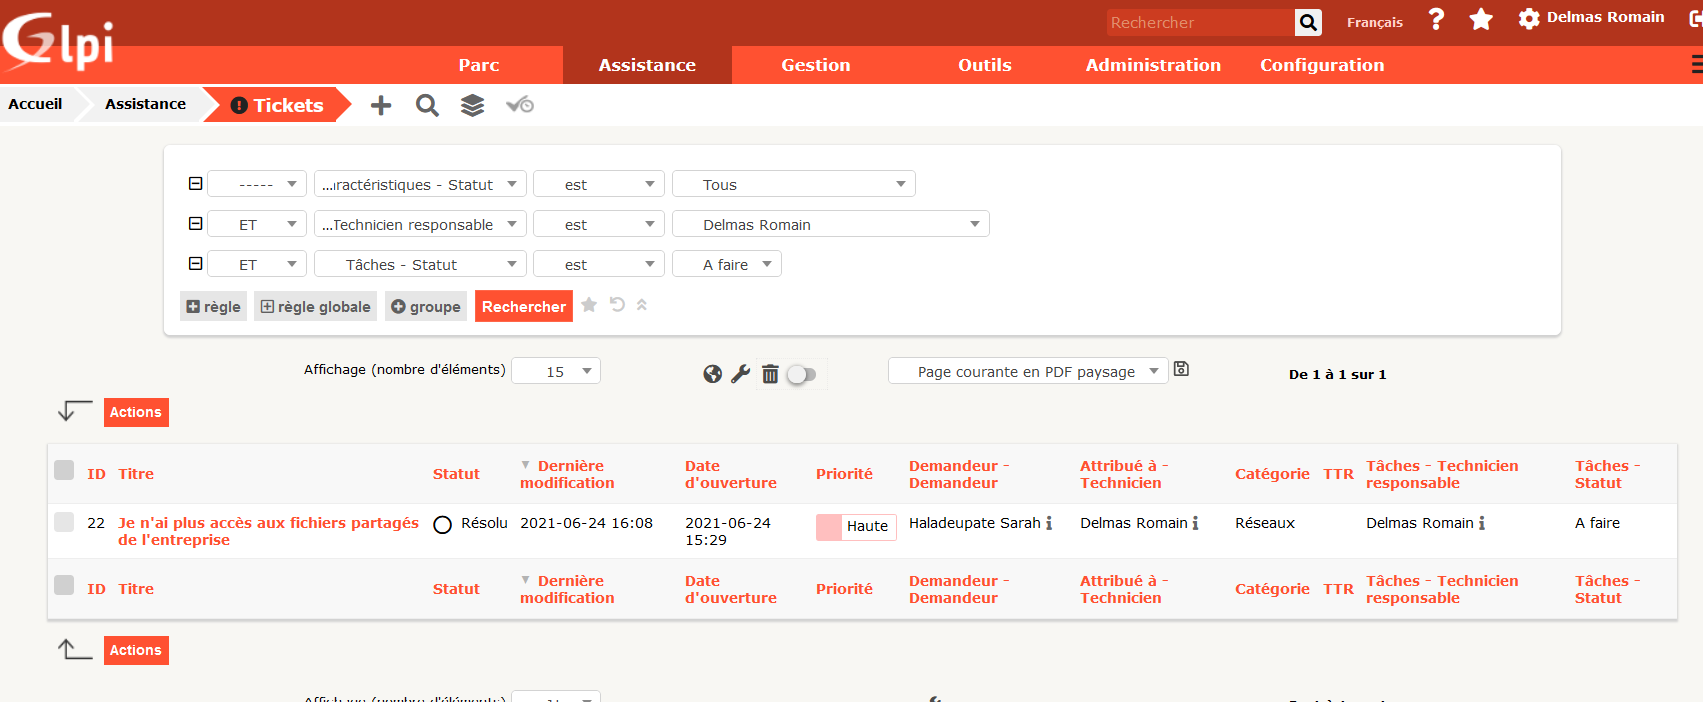 Glpi
Rechercher
Français
Delmas Romain
Parc
Assistance
Gestion
Outils
Administration
Configuration
Accueil
Assistance
Tickets
-----
...ractéristiques - Statut
est
Tous
ET
...Technicien responsable
est
Delmas Romain
ET
Tâches - Statut
est
A faire
règle
règle globale
groupe
Rechercher
Affichage (nombre d'éléments)
15
Page courante en PDF paysage
De 1 à 1 sur 1
Actions
ID
Titre
Statut
Dernière
modification
Date
d'ouverture
Priorité
Demandeur -
Demandeur
Attribué à -
Technicien
Catégorie
TTR
Tâches - Technicien
responsable
Tâches -
Statut
22
Je n'ai plus accès aux fichiers partagés
de l'entreprise
Résolu
2021-06-24 16:08
2021-06-24
15:29
Haute
Haladeupate Sarah
Delmas Romain
Réseaux
Delmas Romain
A faire
ID
Titre
Statut
Dernière
modification
Date
d'ouverture
Priorité
Demandeur -
Demandeur
Attribué à -
Technicien
Catégorie
TTR
Tâches - Technicien
responsable
Tâches -
Statut
Actions
Affichage (nombre d'éléments)